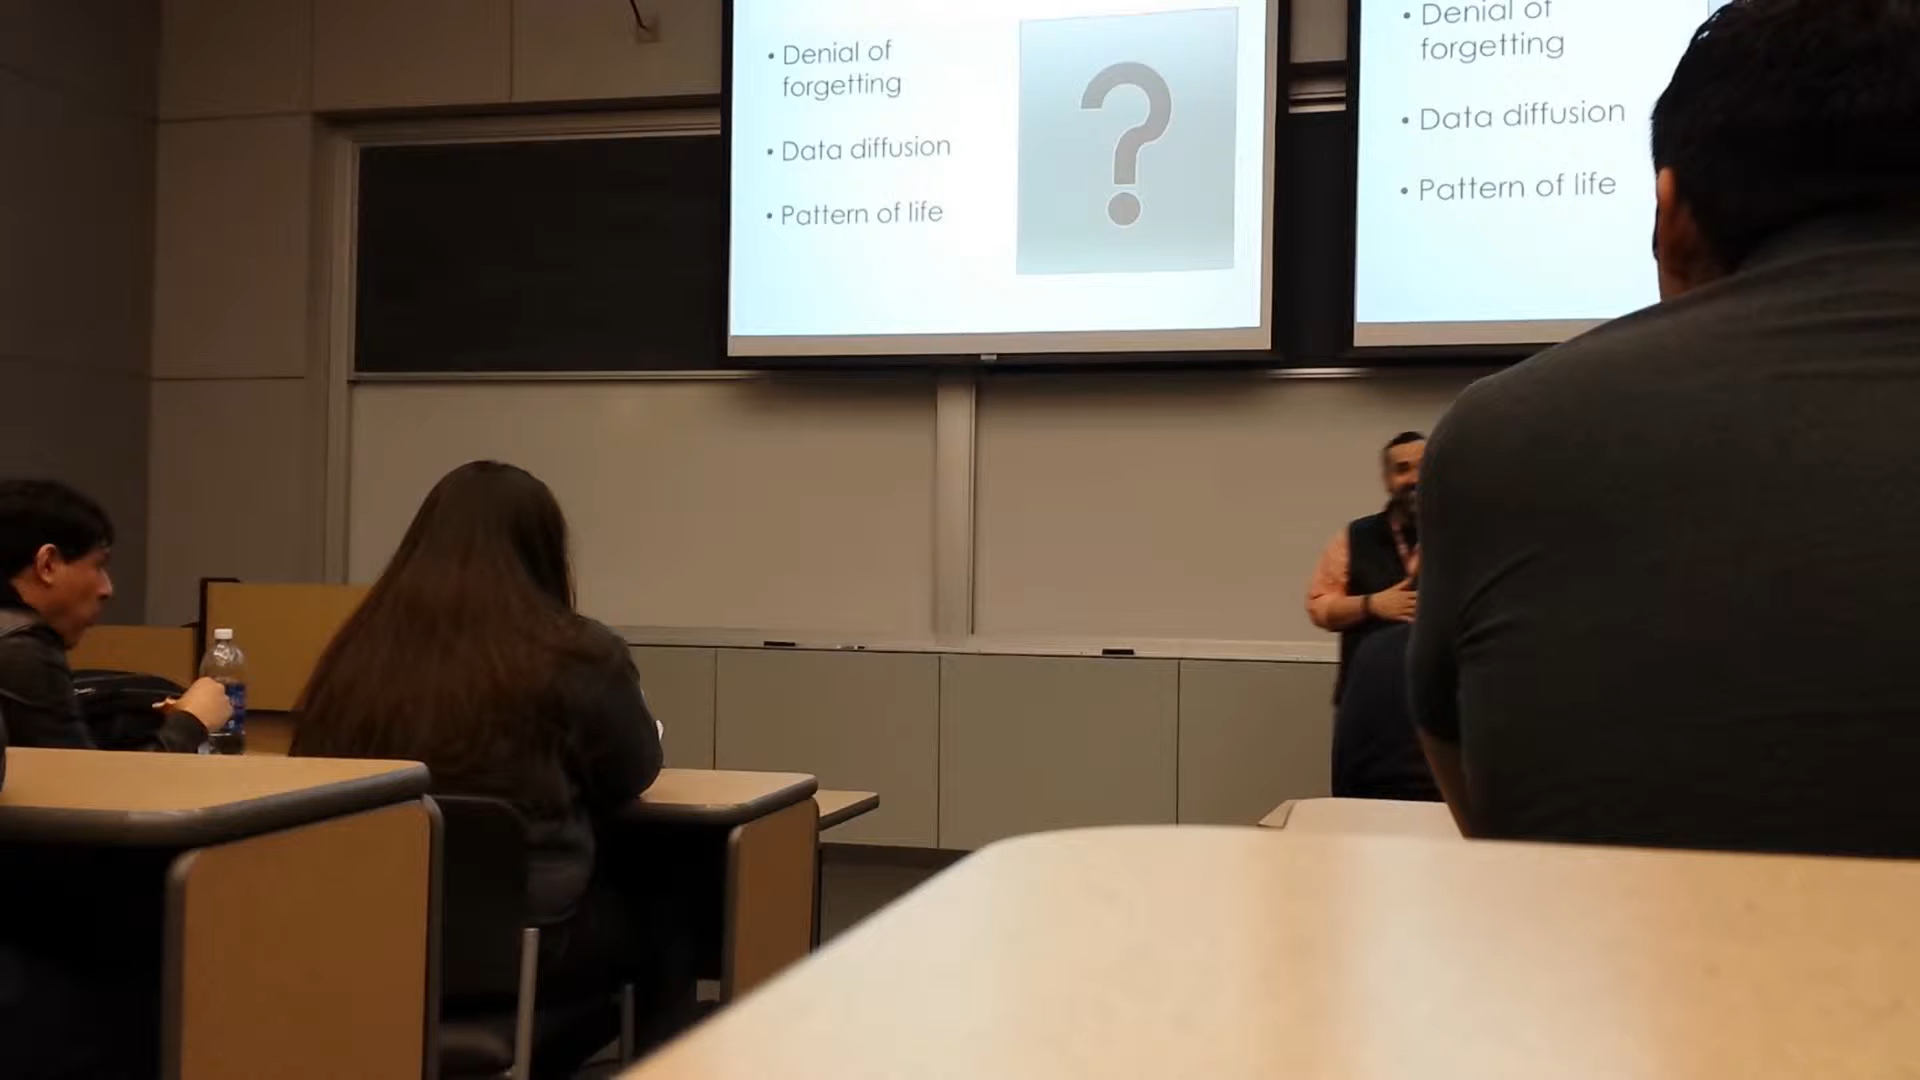 • Denial of
forgetting
• Data diffusion
• Pattern of life
?
• Denial of
forgetting
• Data diffusion
• Pattern of life